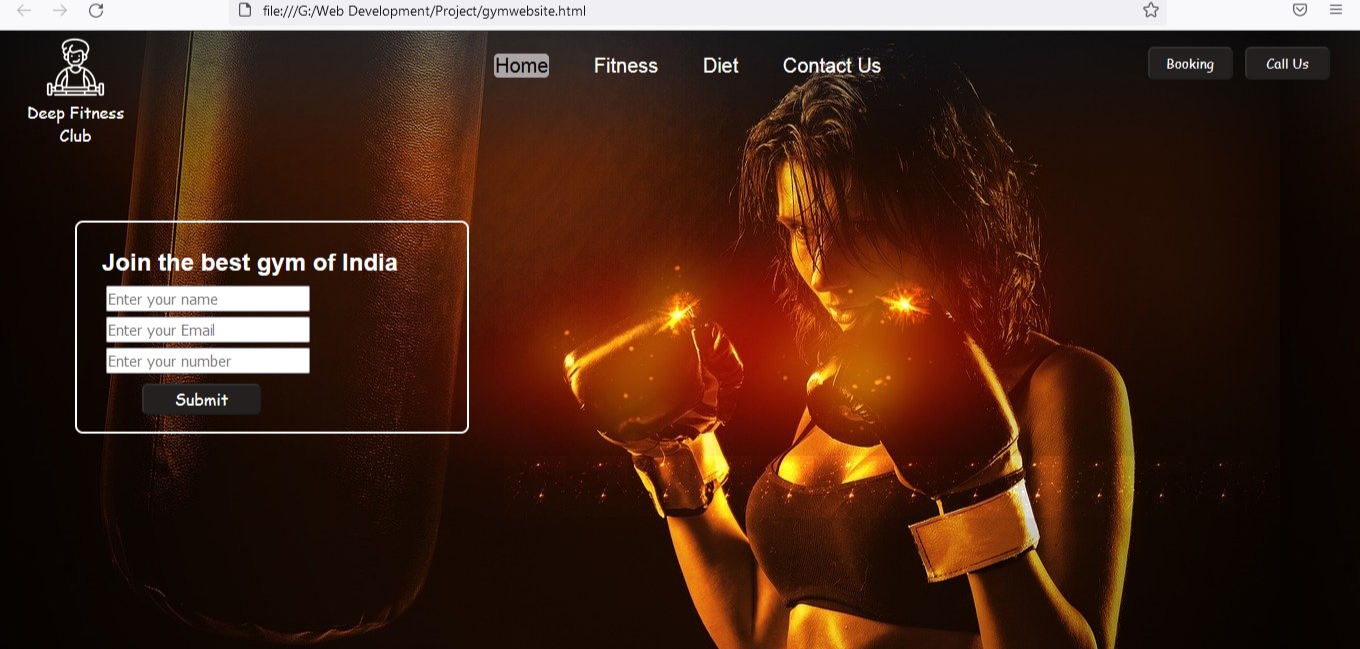 file:///G:/Web Development/Project/gymwebsite.html
Home Fitness Diet Contact Us Booking Call Us
Deep Fitness
Club
Join the best gym of India
Enter your name
Enter your Email
Enter your number
Submit